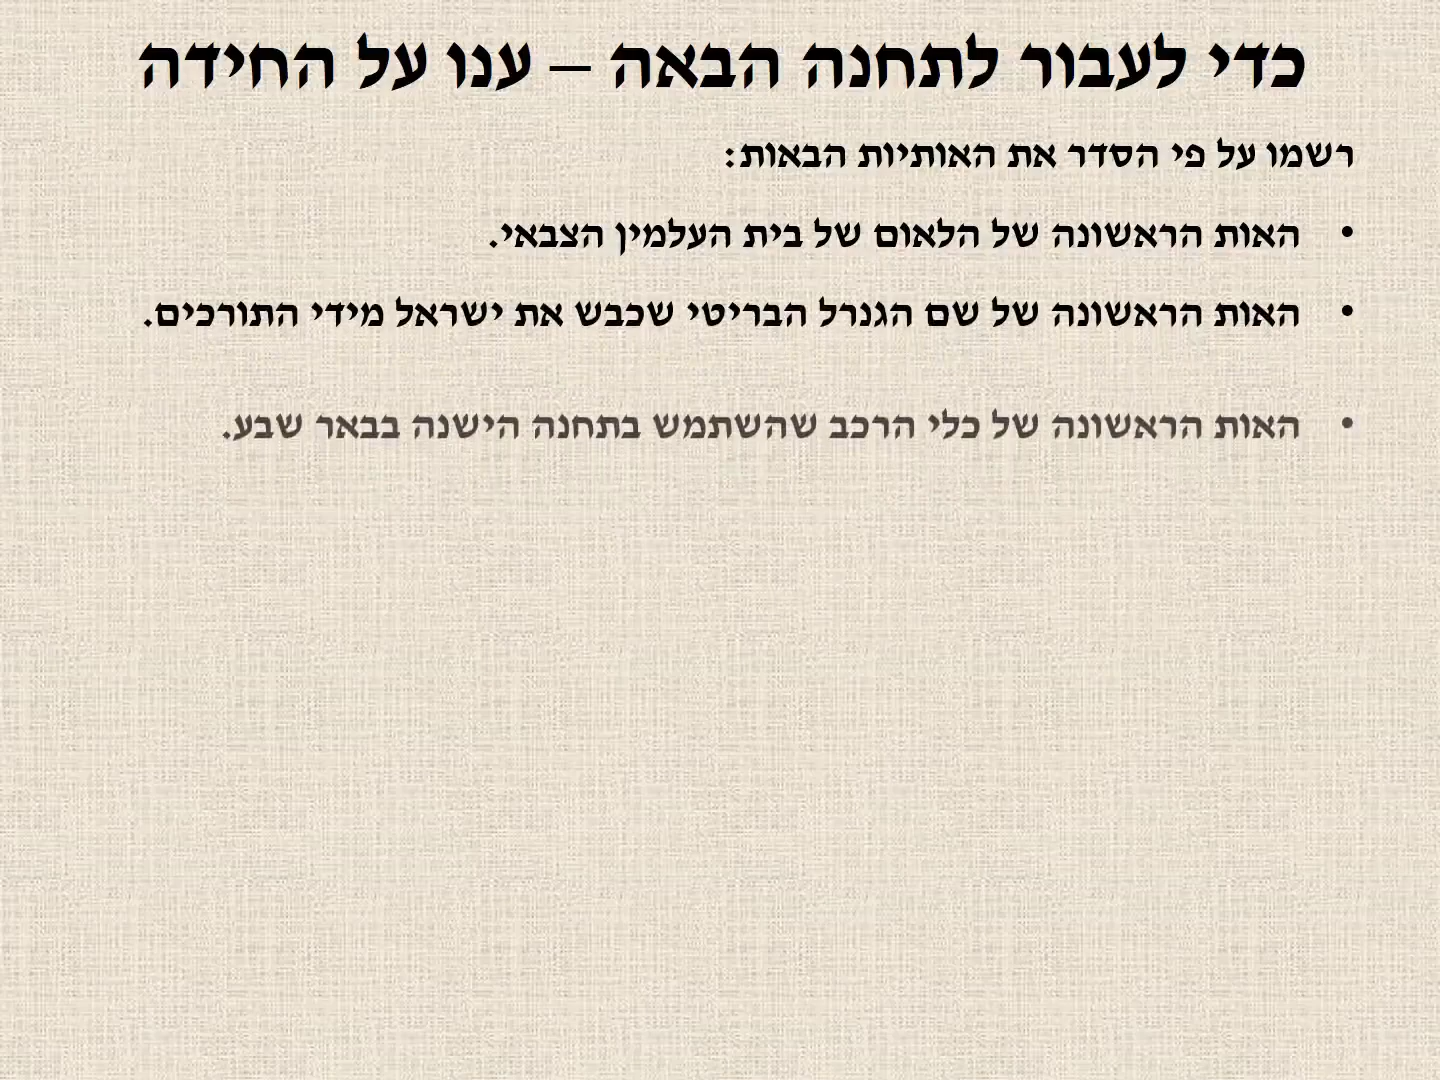 כדי לעבור לתחנה הבאה – ענו על החידה
רשמו על פי הסדר את האותיות הבאות:
• האות הראשונה של הלאום של בית העלמין הצבאי.
• האות הראשונה של שם הגנרל הבריטי שכבש את ישראל מידי התורכים.
• האות הראשונה של כלי הרכב שהשתמש בתחנה הישנה בבאר שבע.